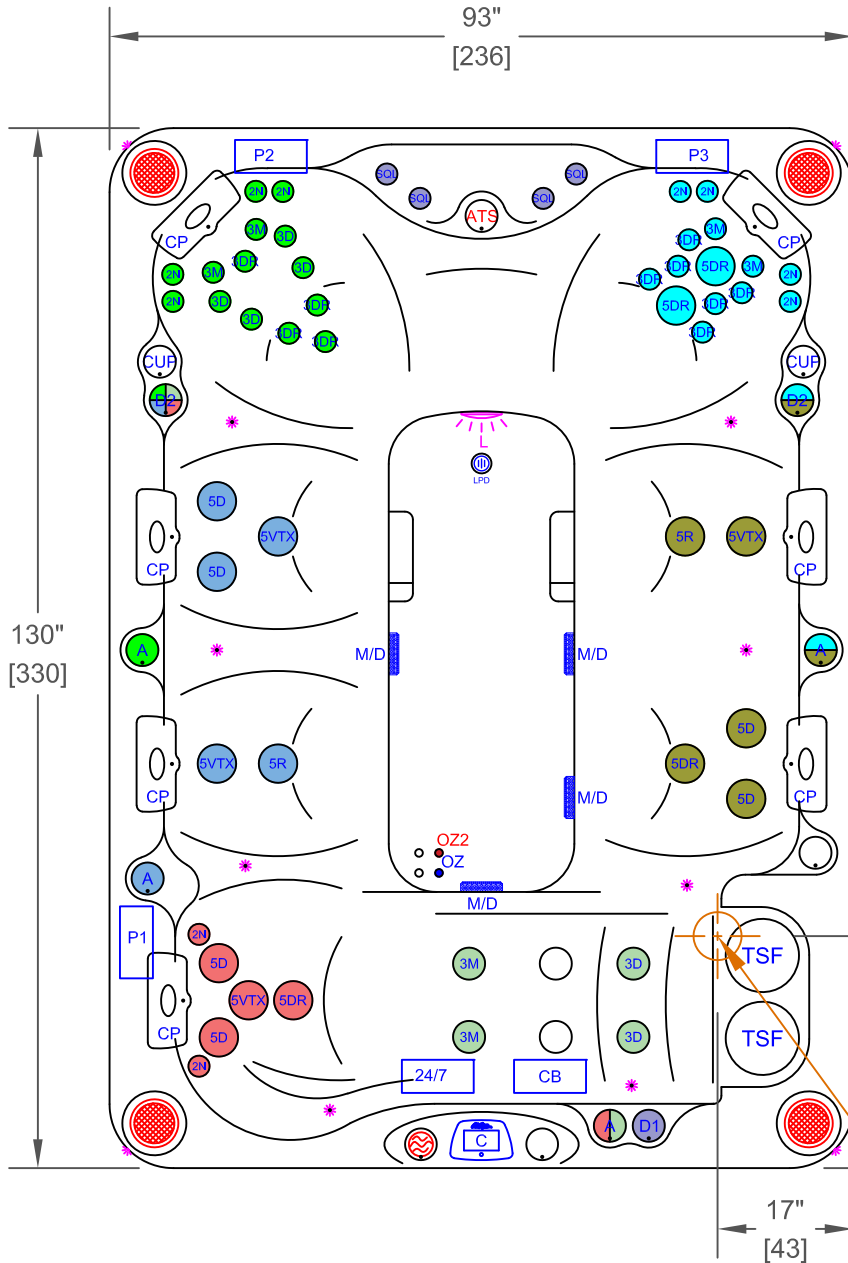 93"
[236]
P2
P3
SQL
SQL
SQL
SQL
ATS
2N
2N
2N
2N
CP
CP
3M
3D
3DR
3M
3D
2N
2N
3D
3D
3DR
3DR
3DR
3M
3DR
3DR
5DR
3M
3DR
3DR
5DR
3DR
3DR
2N
2N
CUP
CUP
D2
D2
L
LPD
5D
5VTX
5D
CP
5R
5VTX
CP
130"
[330]
A
M/D
M/D
A
5VTX
5R
CP
5D
5DR
5D
CP
M/D
OZ2
OZ
A
M/D
P1
2N
5D
5VTX
5DR
5D
2N
CP
3M
3D
3M
3D
TSF
TSF
24/7
CB
C
A
D1
17"
[43]